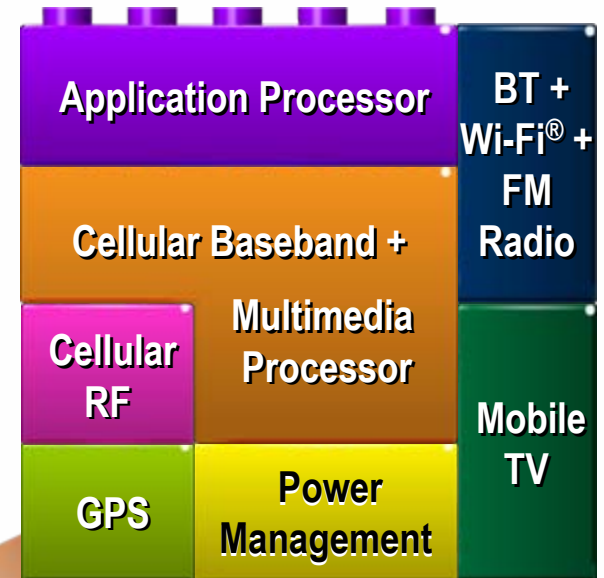 Application Processor
BT +
Wi-Fi® +
FM
Radio
Cellular Baseband +
Multimedia
Processor
Cellular
RF
Mobile
TV
GPS
Power
Management